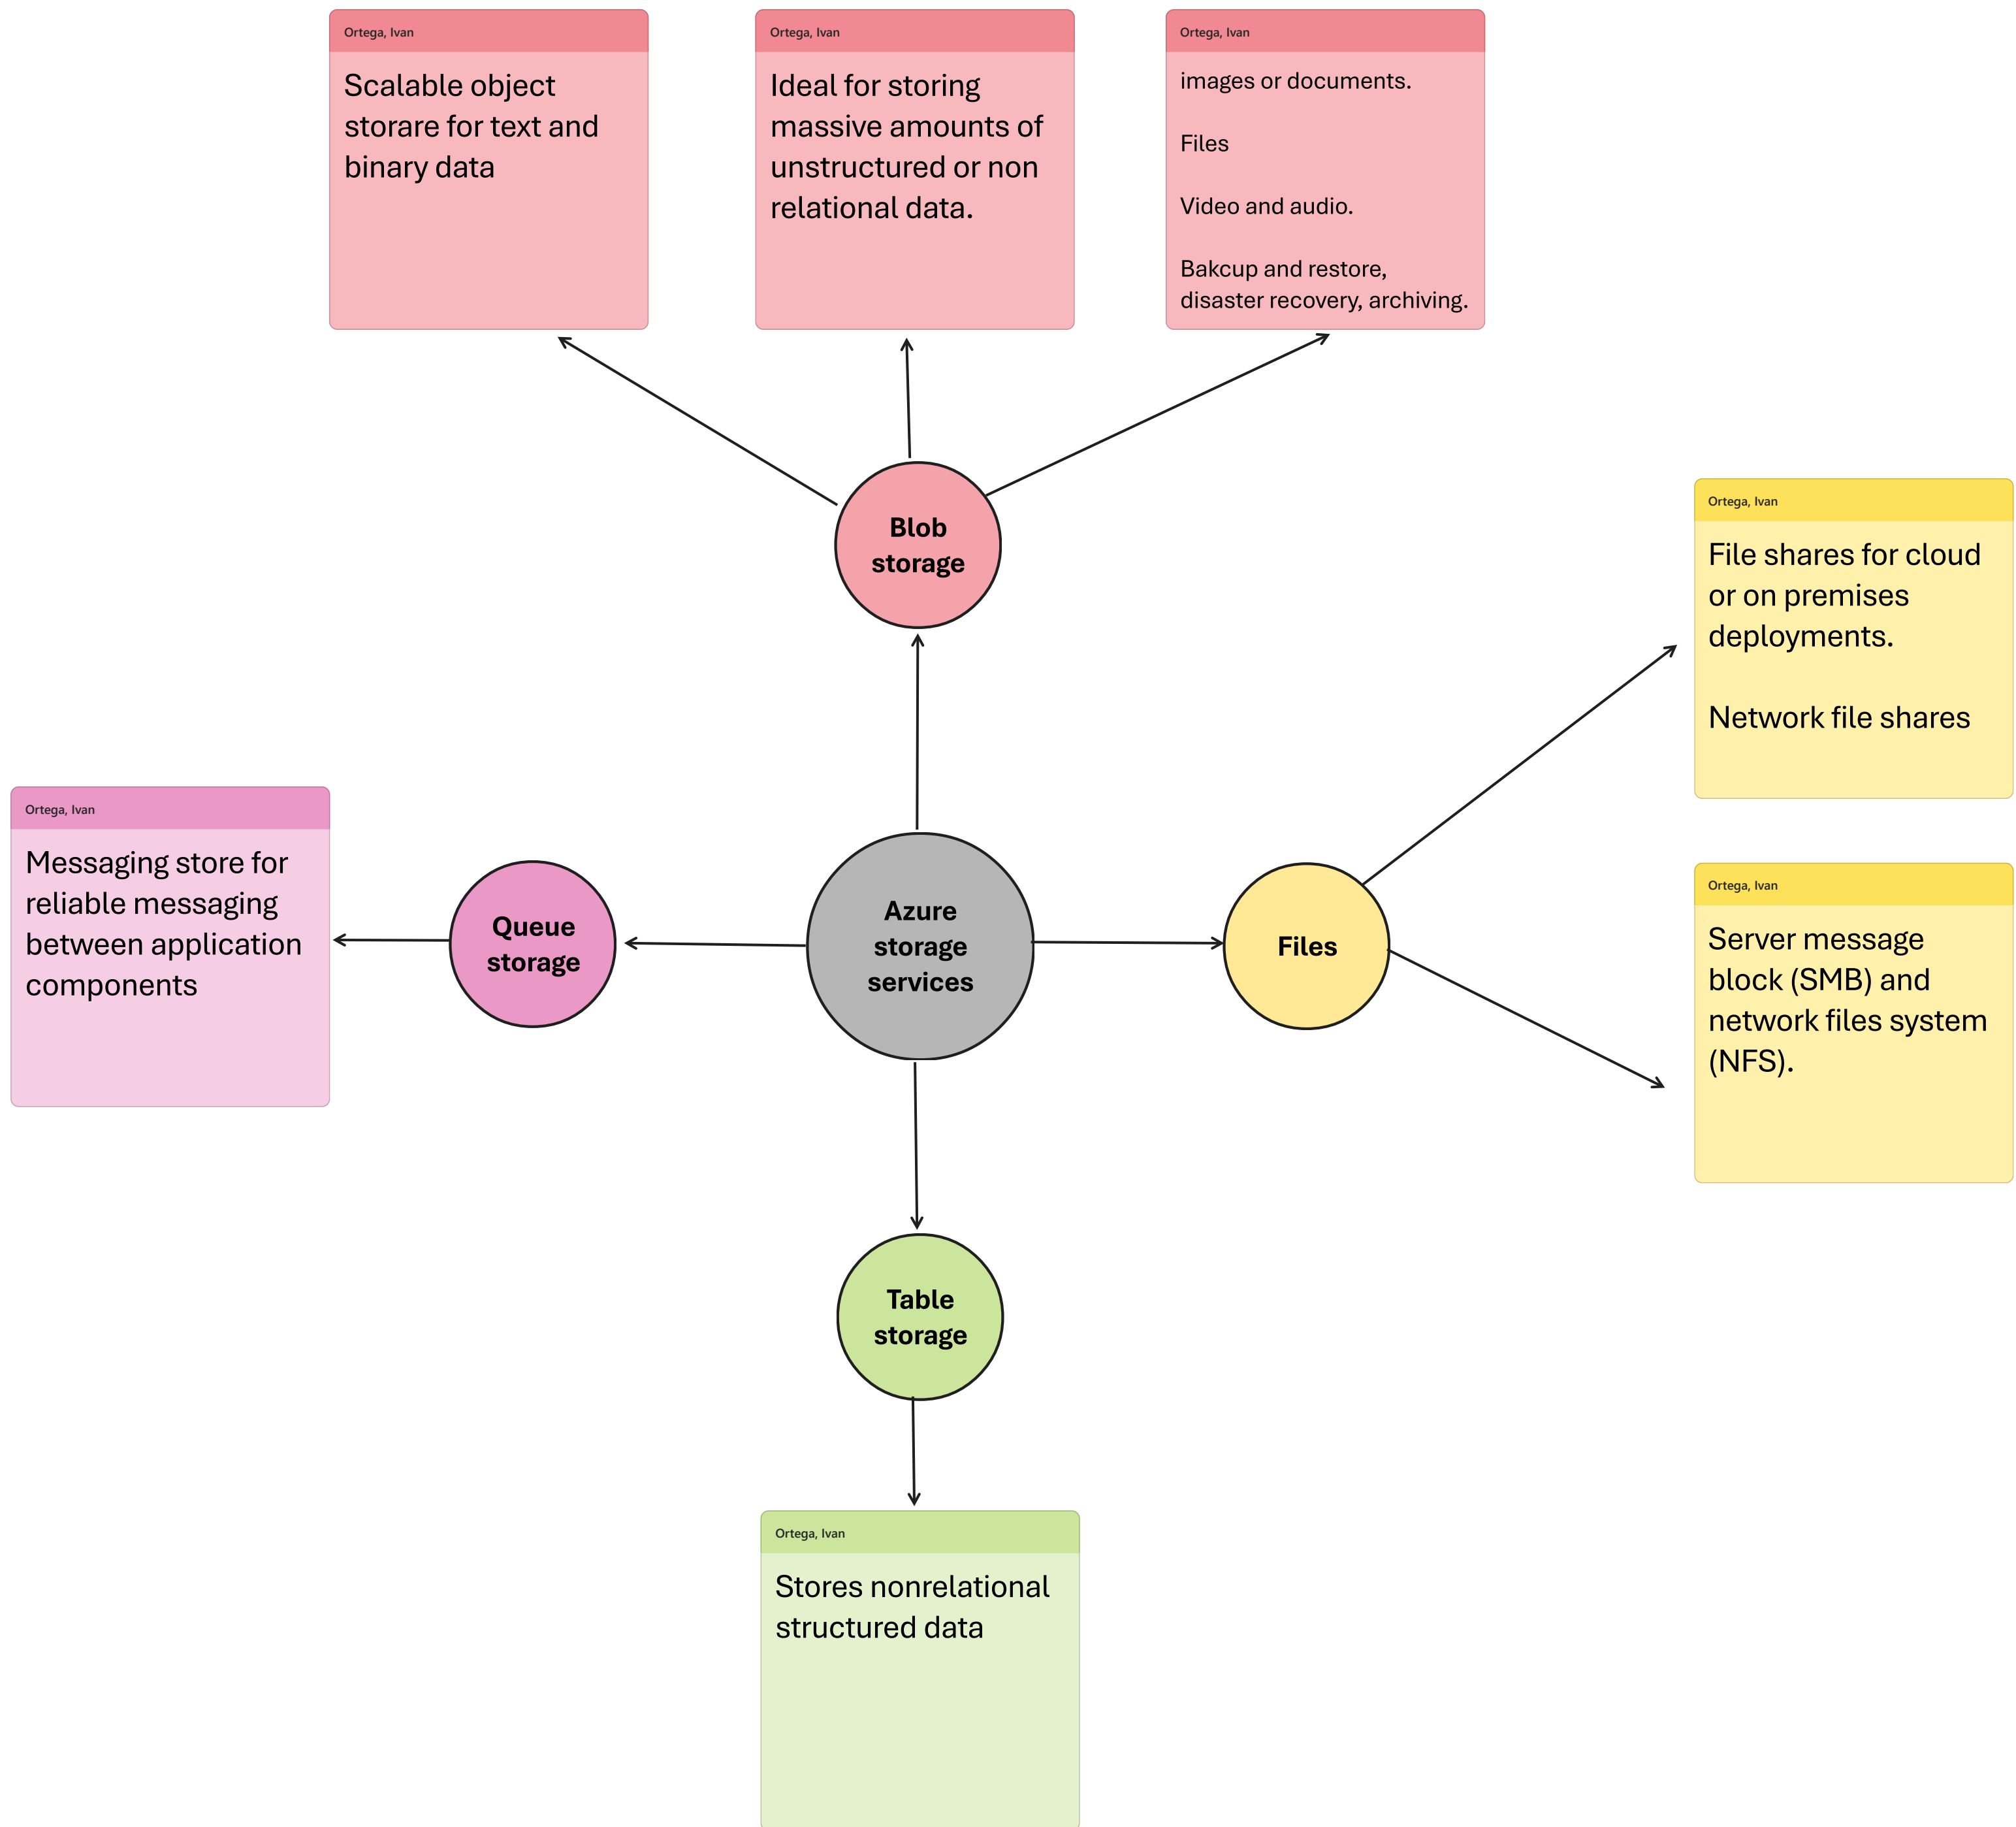 Ortega, Ivan
Scalable object
storare for text and
binary data
Ortega, Ivan
Ideal for storing
massive amounts of
unstructured or non
relational data.
Ortega, Ivan
images or documents.
Files
Video and audio.
Bakcup and restore,
disaster recovery, archiving.
Blob
storage
Ortega, Ivan
File shares for cloud
or on premises
deployments.
Network file shares
Ortega, Ivan
Messaging store for
reliable messaging
between application
components
Queue
storage
Azure
storage
services
Files
Ortega, Ivan
Server message
block (SMB) and
network files system
(NFS).
Table
storage
Ortega, Ivan
Stores nonrelational
structured data